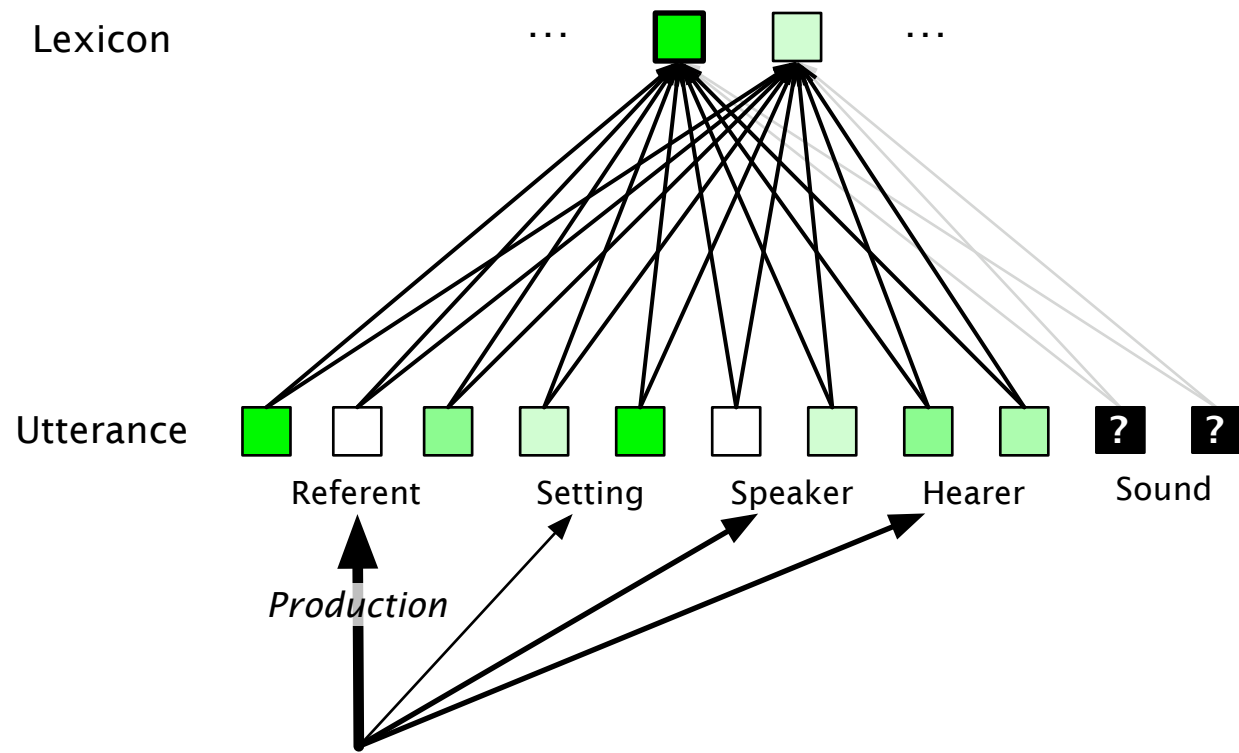 Lexicon ... ...
Utterance ? ?
Referent Setting Speaker Hearer Sound
Production